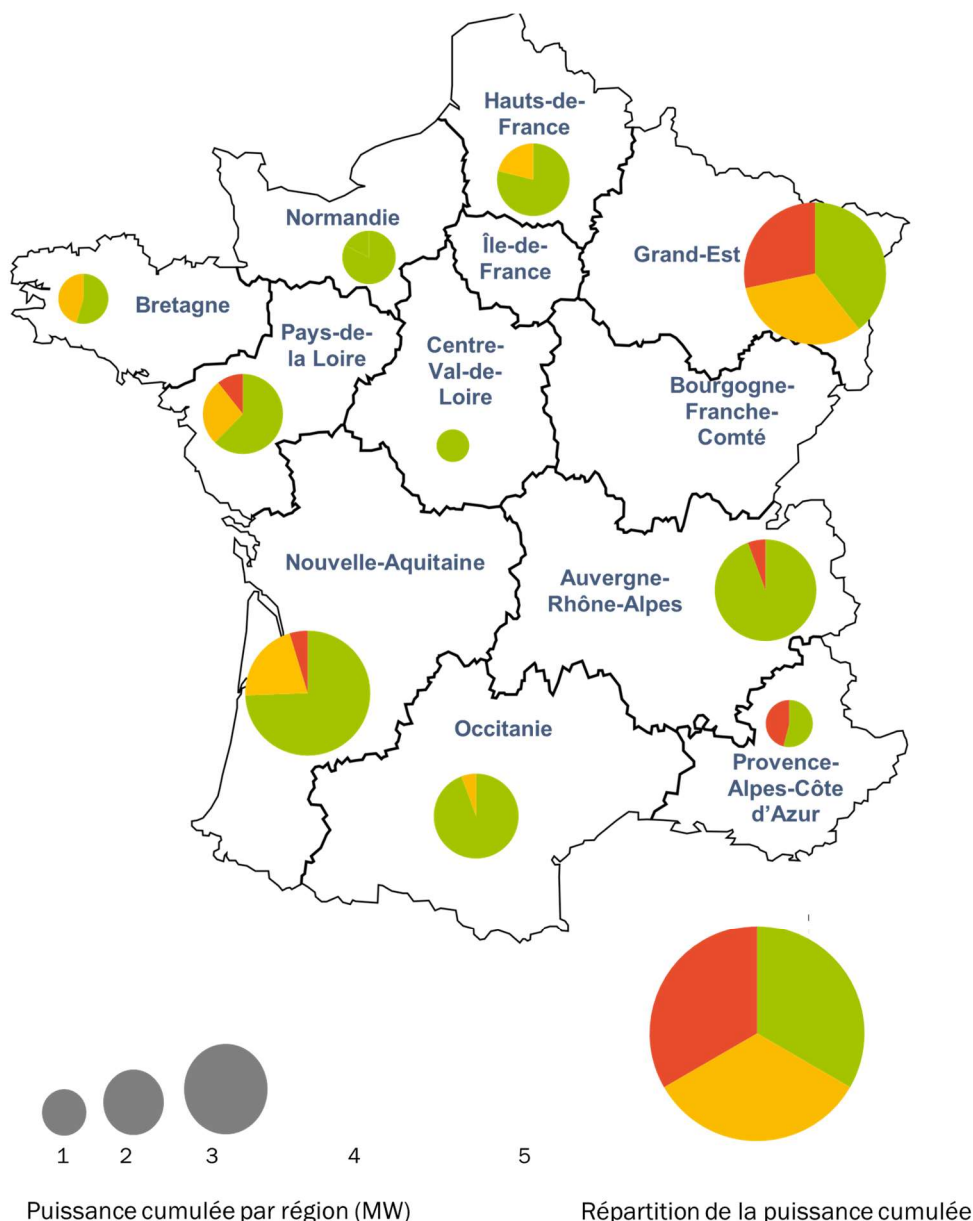 Hauts-de-
France
Normandie
Île-de-
France
Grand-Est
Bretagne
Pays-de-
la Loire
Centre-
Val-de-
Loire
Bourgogne-
Franche-
Comté
Nouvelle-Aquitaine
Auvergne-
Rhône-Alpes
Occitanie
Provence-
Alpes-Côte
d'Azur
1 2 3 4 5
Puissance cumulée par région (MW)
Répartition de la puissance cumulée